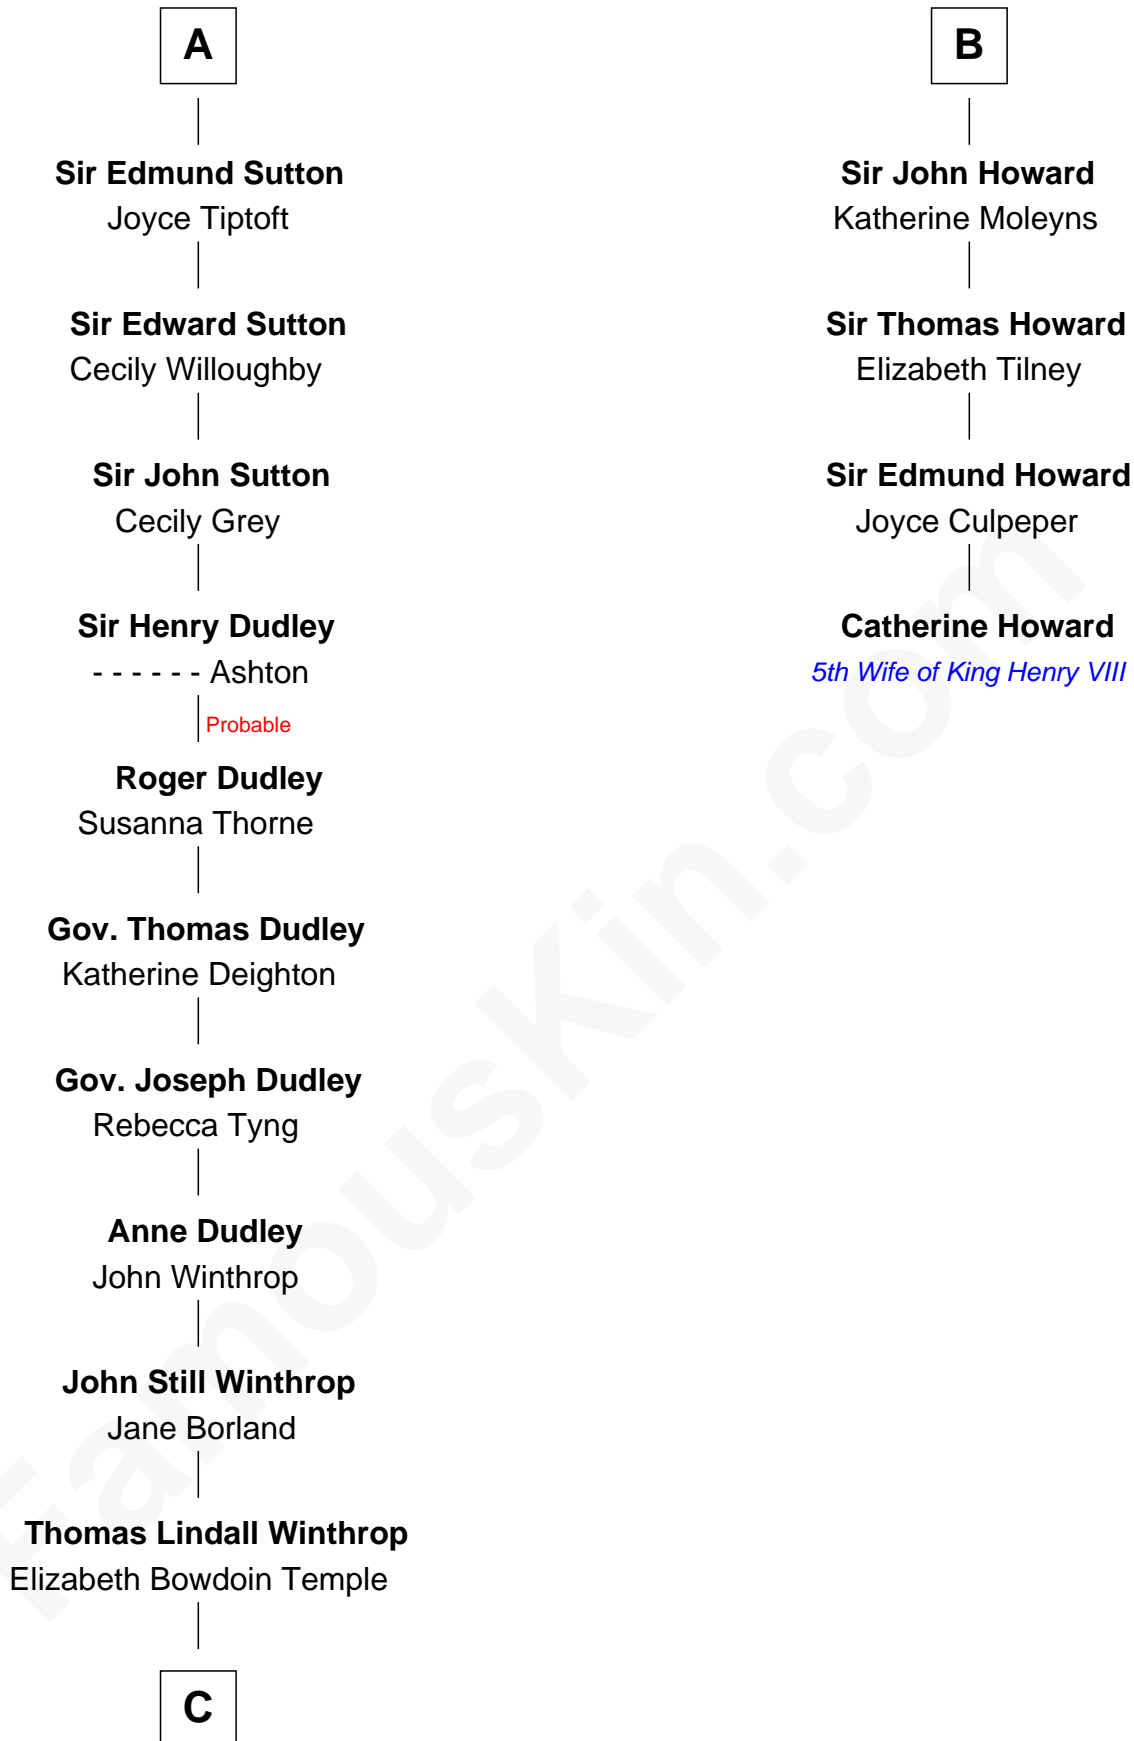 A
Sir Edmund Sutton
Joyce Tiptoft
Sir Edward Sutton
Cecily Willoughby
Sir John Sutton
Cecily Grey
Sir Henry Dudley
- - - - - - Ashton
Probable
Roger Dudley
Susanna Thorne
Gov. Thomas Dudley
Katherine Deighton
Gov. Joseph Dudley
Rebecca Tyng
Anne Dudley
John Winthrop
John Still Winthrop
Jane Borland
Thomas Lindall Winthrop
Elizabeth Bowdoin Temple
C
B
Sir John Howard
Katherine Moleyns
Sir Thomas Howard
Elizabeth Tilney
Sir Edmund Howard
Joyce Culpeper
Catherine Howard
5th Wife of King Henry VIII
FamousKin.com